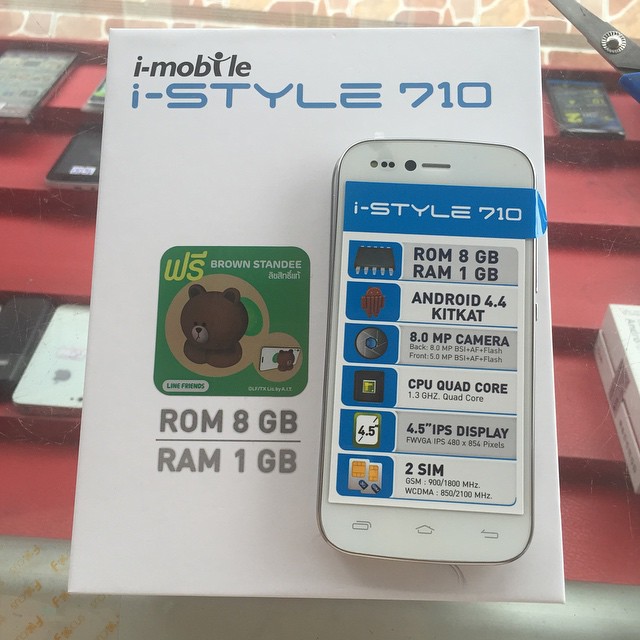 i-mobile
i-STYLE 710
ฟรี BROWN STANDEE
ลิขสิทธิ์แท้
LINE FRIENDS
ROM 8 GB
RAM 1 GB
i-STYLE 710
ROM 8 GB
RAM 1 GB
ANDROID 4.4
KITKAT
8.0 MP CAMERA
Back: 8.0 MP BSI+AF+Flash
Front: 5.0 MP BSI+AF+Flash
CPU QUAD CORE
1.3 GHZ. Quad Core
4.5"
4.5" IPS DISPLAY
FWVGA IPS 480 x 854 Pixels
2 SIM
GSM : 900/1800 MHz.
WCDMA : 850/2100 MHz.